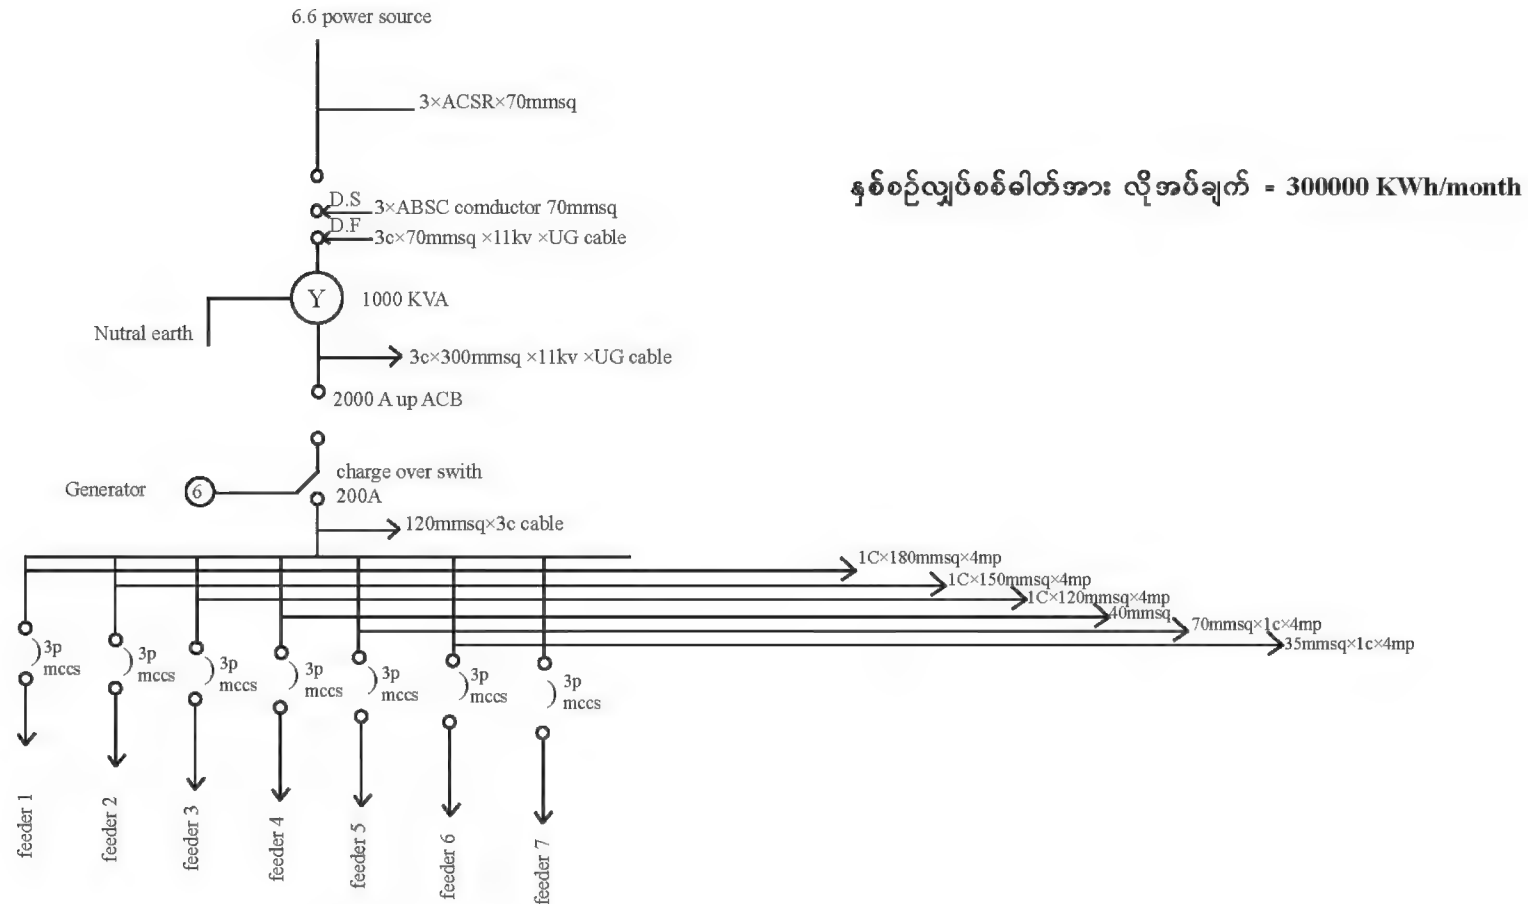 6.6 power source
3×ACSR×70mmsq
နှစ်စဉ်လျှပ်စစ်ဓါတ်အား လိုအပ်ချက် = 300000 KWh/month
D.S
3×ABSC comductor 70mmsq
D.F
3c×70mmsq ×11kv ×UG cable
Y
1000 KVA
Nutral earth
3c×300mmsq ×11kv ×UG cable
2000 A up ACB
charge over swith
Generator
6
200A
120mmsq×3c cable
1C×180mmsq×4mp
1C×150mmsq×4mp
1C×120mmsq×4mp
40mmsq
70mmsq×1c×4mp
35mmsq×1c×4mp
3p
mccs
3p
mccs
3p
mccs
3p
mccs
3p
mccs
3p
mccs
3p
mccs
feeder 1
feeder 2
feeder 3
feeder 4
feeder 5
feeder 6
feeder 7